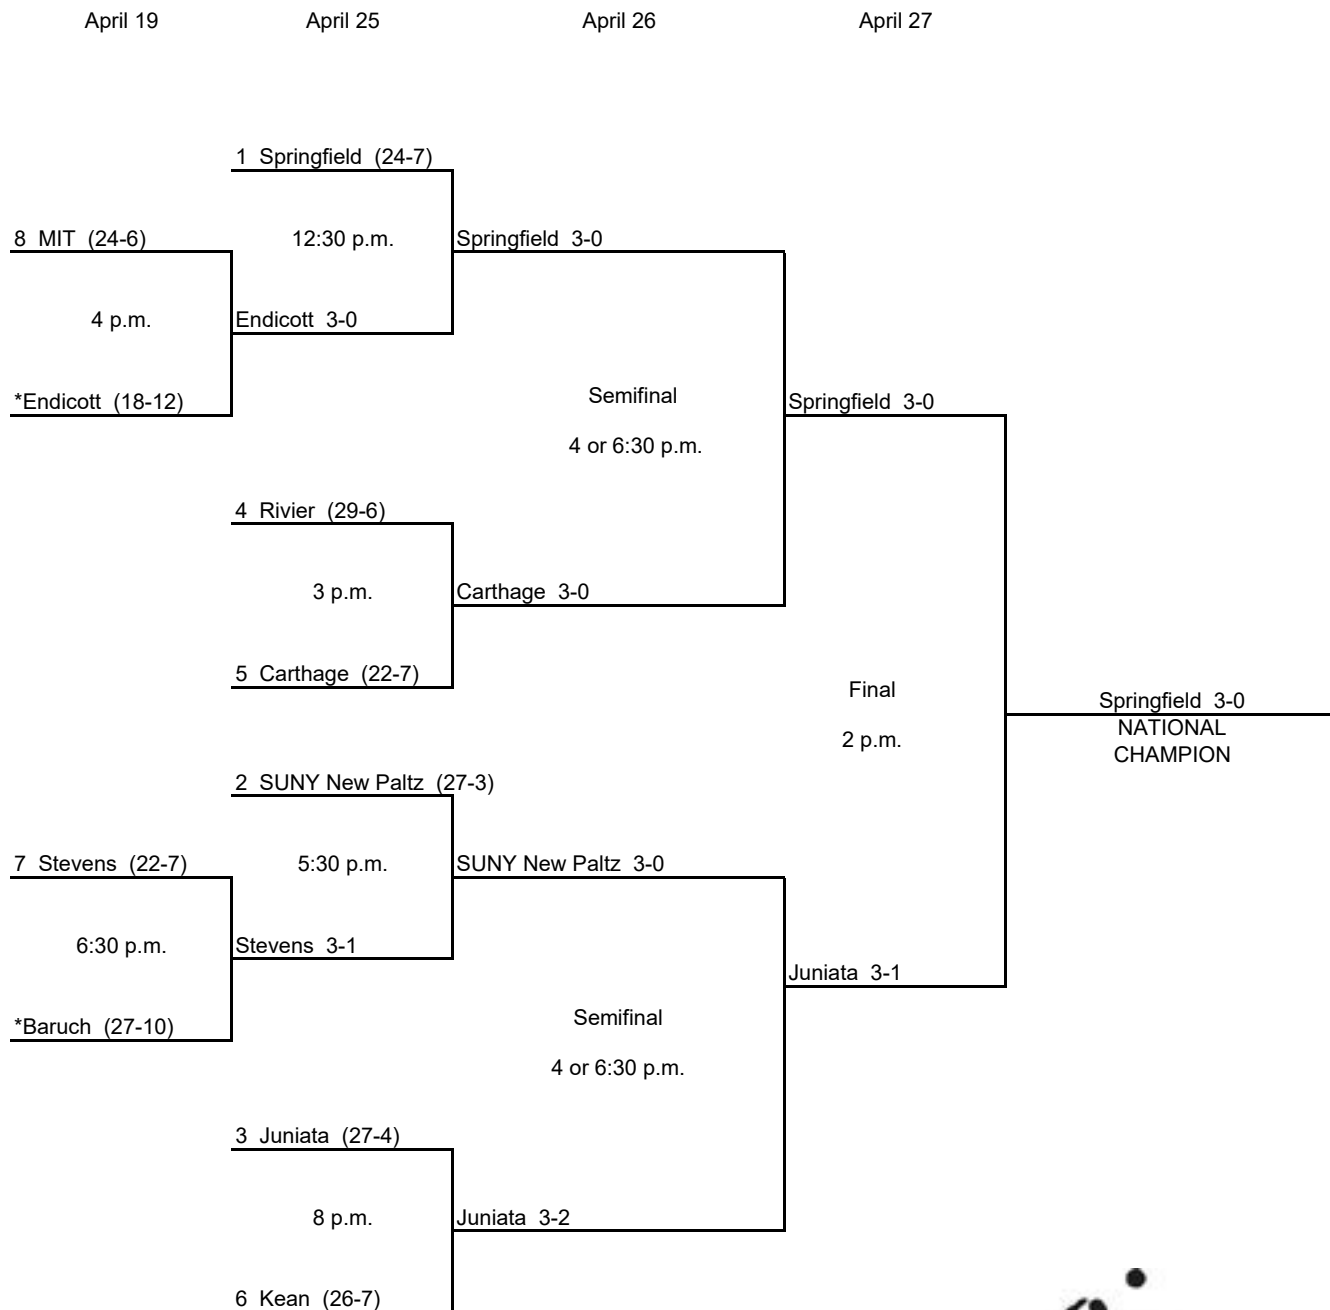 April 19 April 25 April 26 April 27
1 Springfield (24-7)
8 MIT (24-6) 12:30 p.m. Springfield 3-0
4 p.m. Endicott 3-0
Semifinal
*Endicott (18-12) Springfield 3-0
4 or 6:30 p.m.
4 Rivier (29-6)
3 p.m. Carthage 3-0
5 Carthage (22-7)
Final
Springfield 3-0
NATIONAL
2 p.m.
CHAMPION
2 SUNY New Paltz (27-3)
7 Stevens (22-7) 5:30 p.m. SUNY New Paltz 3-0
6:30 p.m. Stevens 3-1
Juniata 3-1
*Baruch (27-10) Semifinal
4 or 6:30 p.m.
3 Juniata (27-4)
8 p.m. Juniata 3-2
6 Kean (26-7)